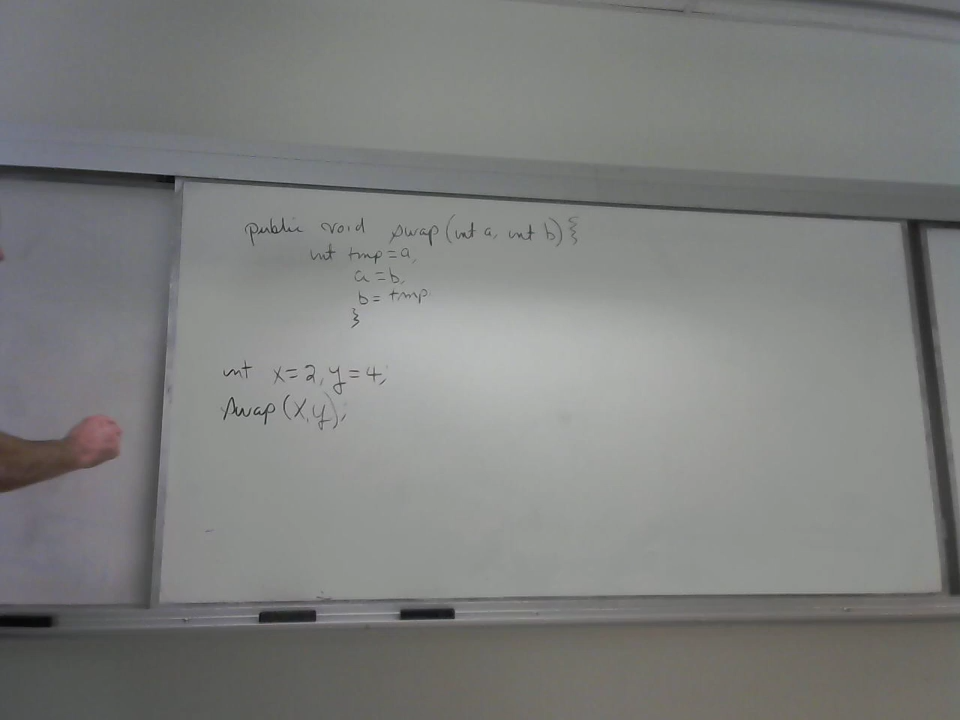 public void swap(int a, int b) {
int tmp = a;
a = b;
b = tmp
}
int x = 2, y = 4;
swap(x, y);